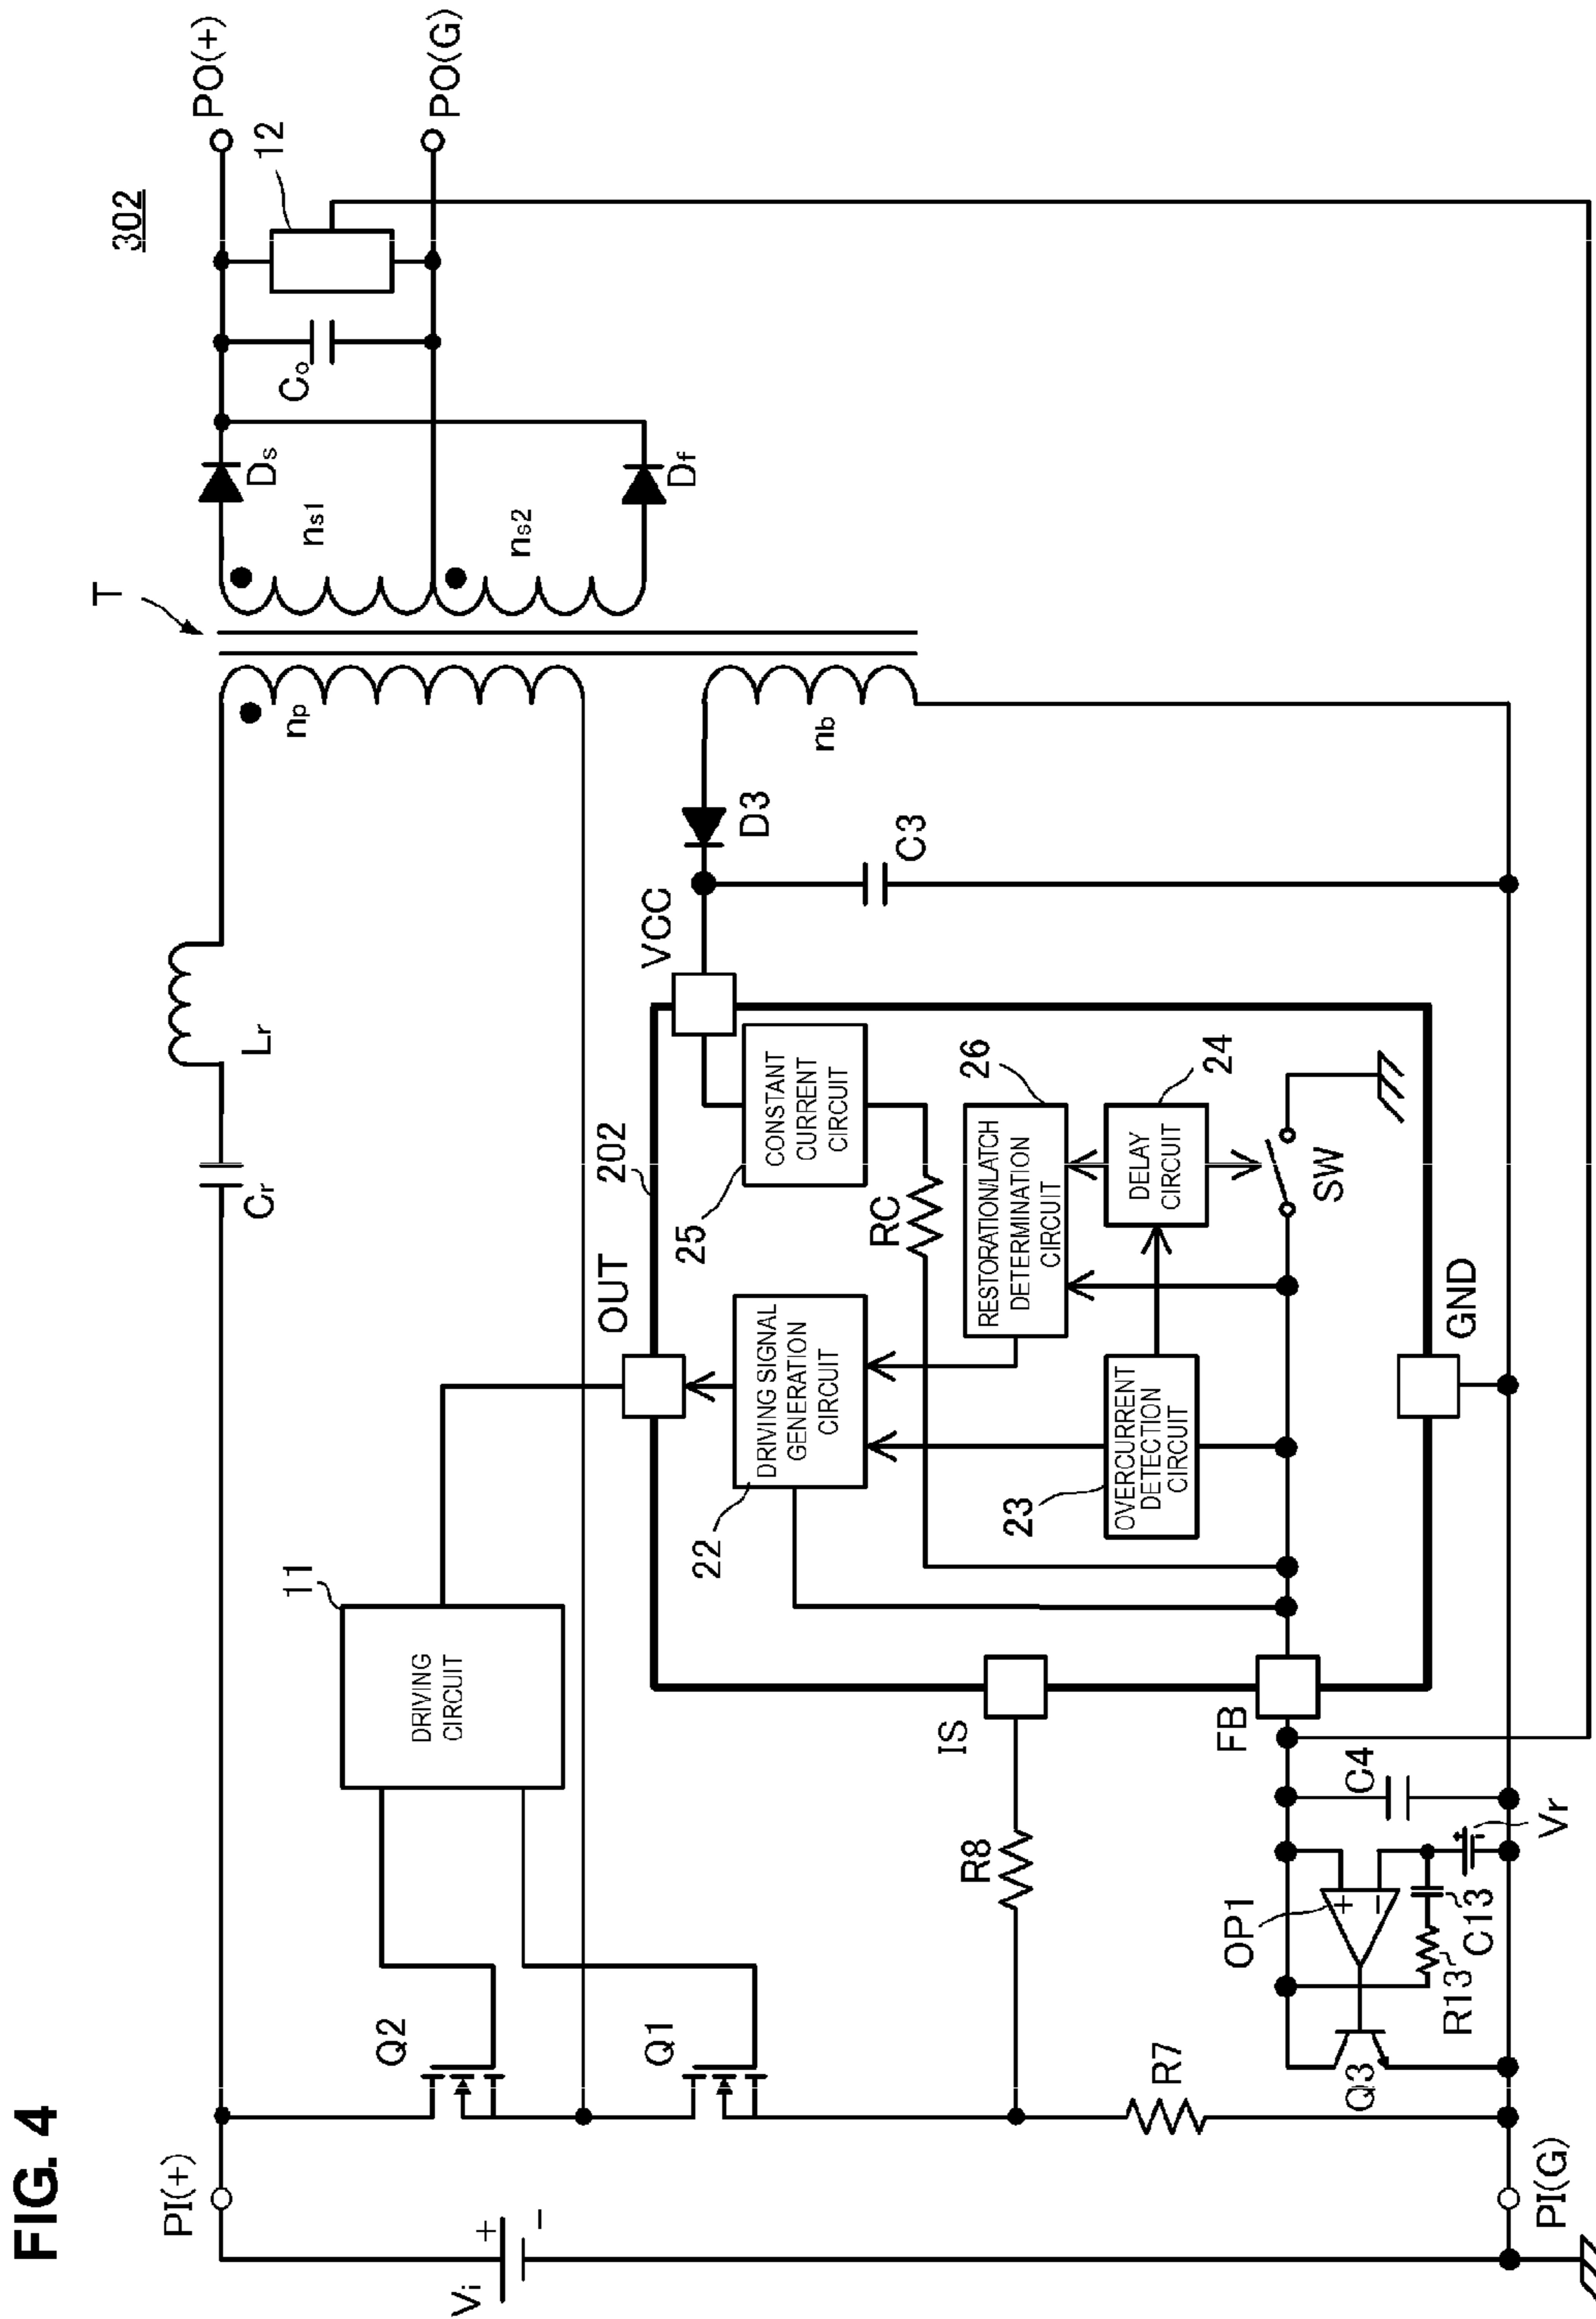 FIG. 4
302
T
PI(+)
Vi
+
−
Q2
Q1
R7
PI(G)
DRIVING
CIRCUIT
11
Cr
Lr
np
nb
ns1
ns2
Ds
Df
Co
12
PO(+)
PO(G)
OUT
202
VCC
D3
C3
DRIVING SIGNAL
GENERATION
CIRCUIT
22
CONSTANT
CURRENT
CIRCUIT
25
RC
RESTORATION/LATCH
DETERMINATION
CIRCUIT
26
OVERCURRENT
DETECTION
CIRCUIT
23
DELAY
CIRCUIT
24
SW
GND
IS
R8
FB
C4
Vr
+
OP1
+
−
C13
R13
Q3